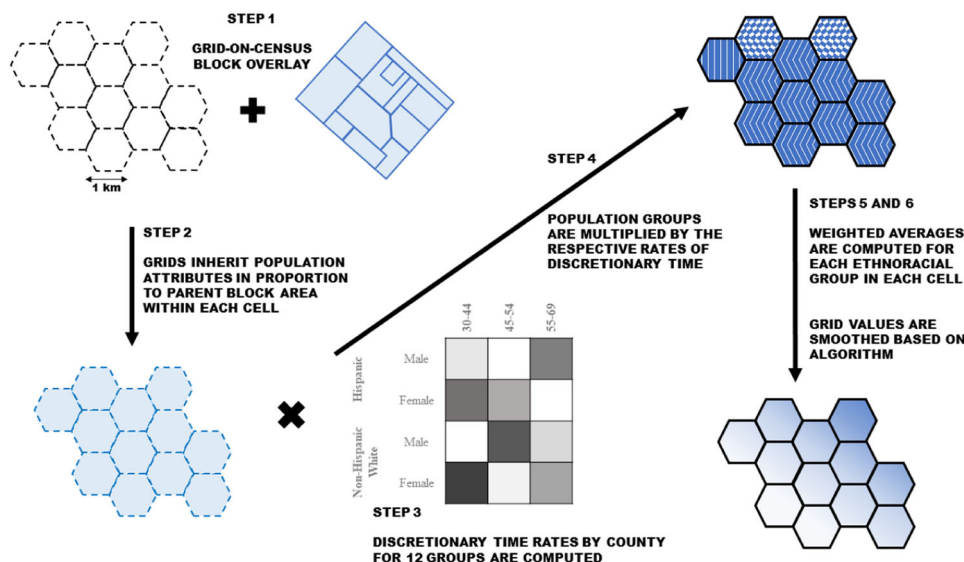 STEP 1
GRID-ON-CENSUS
BLOCK OVERLAY
1 km
STEP 2
GRIDS INHERIT POPULATION
ATTRIBUTES IN PROPORTION
TO PARENT BLOCK AREA
WITHIN EACH CELL
STEP 4
POPULATION GROUPS
ARE MULTIPLIED BY THE
RESPECTIVE RATES OF
DISCRETIONARY TIME
STEPS 5 AND 6
WEIGHTED AVERAGES
ARE COMPUTED FOR
EACH ETHNORACIAL
GROUP IN EACH CELL
GRID VALUES ARE
SMOOTHED BASED ON
ALGORITHM
30-44
45-54
55-69
Hispanic
Male
Female
Non-Hispanic
White
Male
Female
STEP 3
DISCRETIONARY TIME RATES BY COUNTY
FOR 12 GROUPS ARE COMPUTED